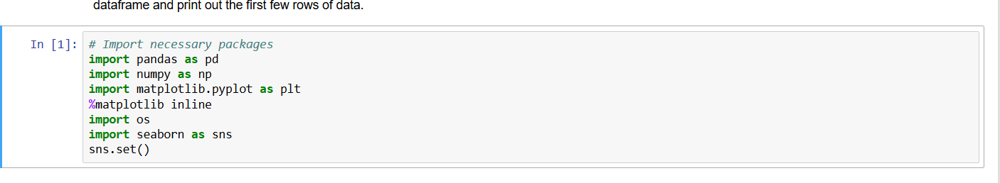 dataframe and print out the first few rows of data.
In [1]: # Import necessary packages
import pandas as pd
import numpy as np
import matplotlib.pyplot as plt
%matplotlib inline
import os
import seaborn as sns
sns.set()